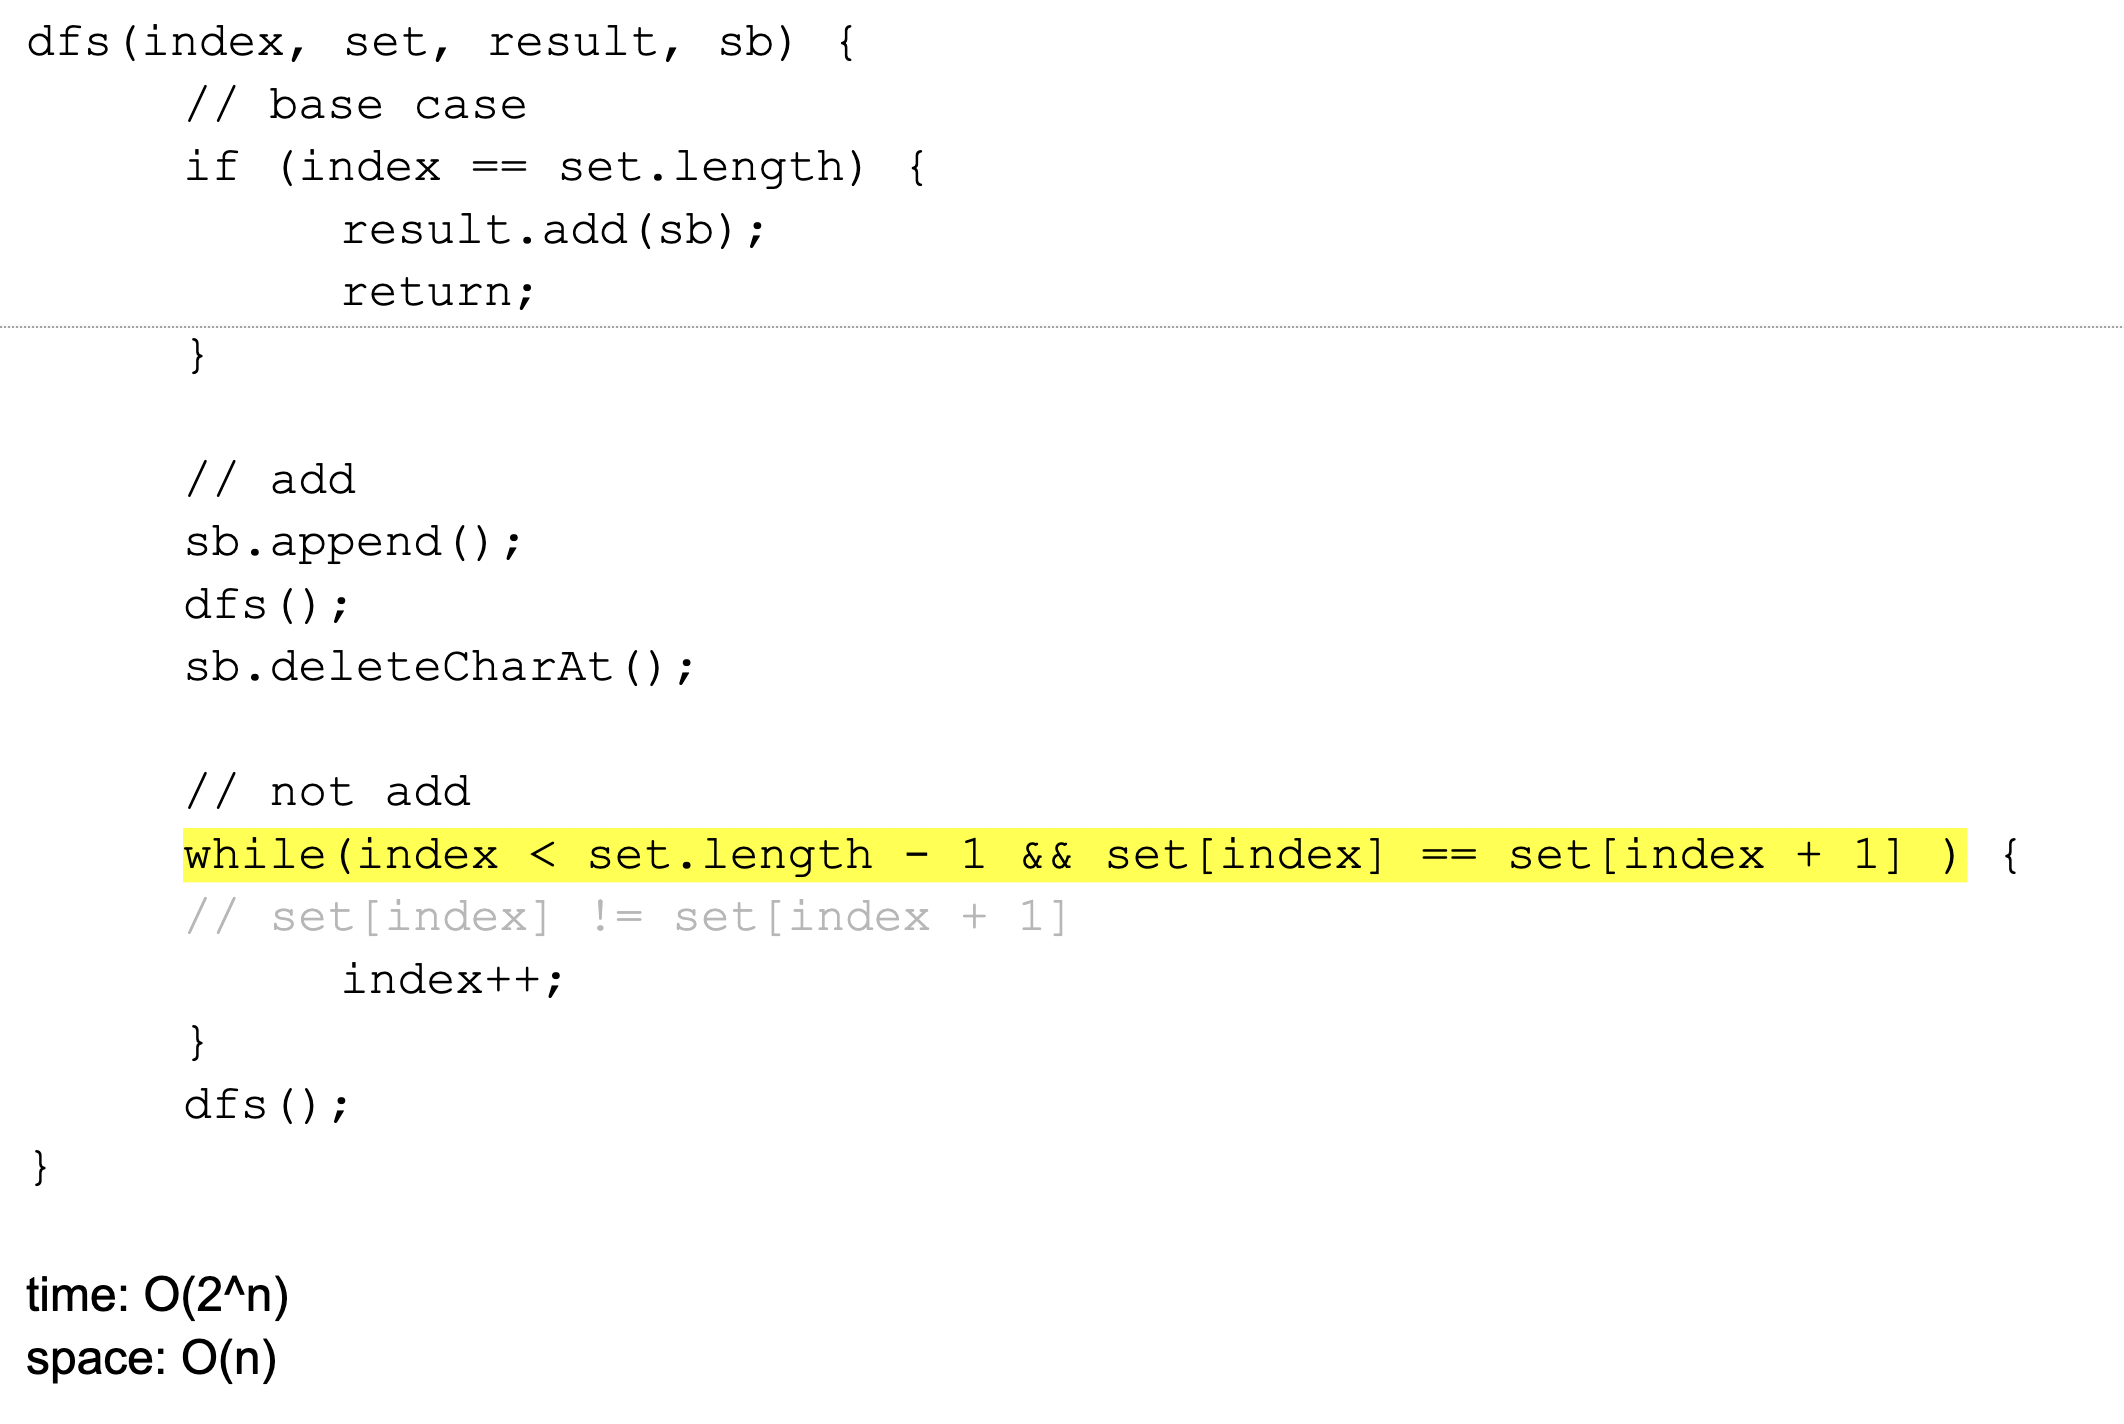 dfs(index, set, result, sb) {
// base case
if (index == set.length) {
result.add(sb);
return;
}
// add
sb.append();
dfs();
sb.deleteCharAt();
// not add
while(index < set.length - 1 && set[index] == set[index + 1] ) {
// set[index] != set[index + 1]
index++;
}
dfs();
}
time: O(2^n)
space: O(n)